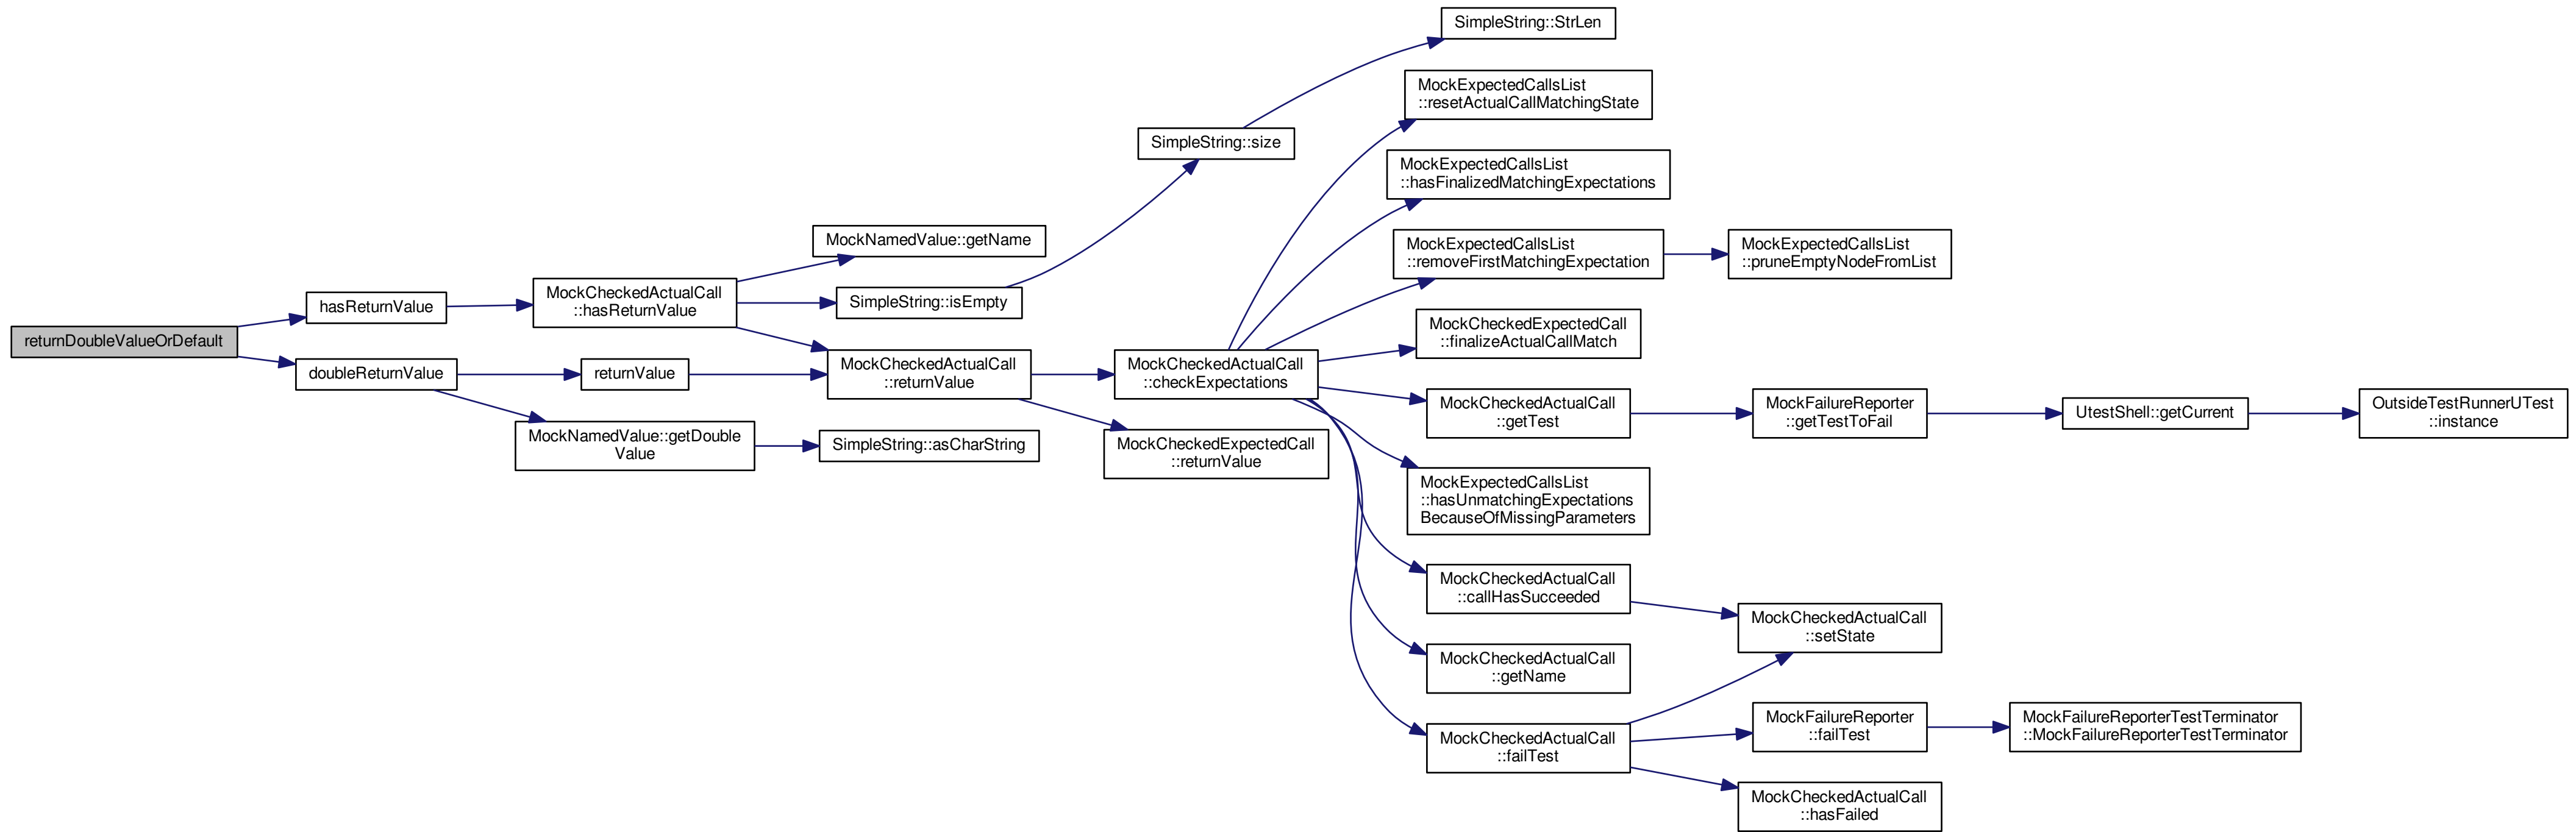 returnDoubleValueOrDefault
hasReturnValue
doubleReturnValue
MockCheckedActualCall
::hasReturnValue
returnValue
MockNamedValue::getDouble
Value
MockNamedValue::getName
SimpleString::isEmpty
MockCheckedActualCall
::returnValue
SimpleString::asCharString
SimpleString::size
MockCheckedActualCall
::checkExpectations
MockCheckedExpectedCall
::returnValue
SimpleString::StrLen
MockExpectedCallsList
::resetActualCallMatchingState
MockExpectedCallsList
::hasFinalizedMatchingExpectations
MockExpectedCallsList
::removeFirstMatchingExpectation
MockExpectedCallsList
::pruneEmptyNodeFromList
MockCheckedExpectedCall
::finalizeActualCallMatch
MockCheckedActualCall
::getTest
MockFailureReporter
::getTestToFail
UtestShell::getCurrent
OutsideTestRunnerUTest
::instance
MockExpectedCallsList
::hasUnmatchingExpectations
BecauseOfMissingParameters
MockCheckedActualCall
::callHasSucceeded
MockCheckedActualCall
::setState
MockCheckedActualCall
::getName
MockCheckedActualCall
::failTest
MockFailureReporter
::failTest
MockFailureReporterTestTerminator
::MockFailureReporterTestTerminator
MockCheckedActualCall
::hasFailed